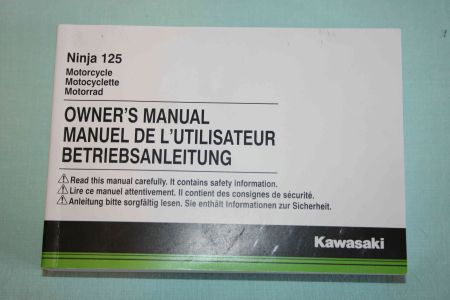 Ninja 125
Motorcycle
Motocyclette
Motorrad
OWNER'S MANUAL
MANUEL DE L'UTILISATEUR
BETRIEBSANLEITUNG
Read this manual carefully. It contains safety information.
Lire ce manuel attentivement. Il contient des consignes de sécurité.
Anleitung bitte sorgfältig lesen. Sie enthält Informationen zur Sicherheit.
Kawasaki